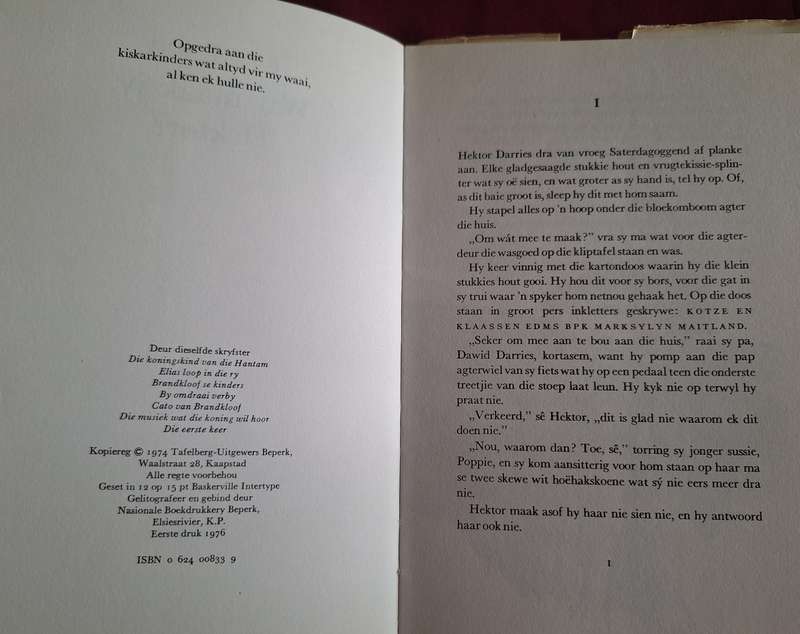 Opgedra aan die
kiskarkinders wat altyd vir my waai,
al ken ek hulle nie.
Deur dieselfde skryfster
Die koningskind van die Hantam
Elias loop in die ry
Brandkloof se kinders
By omdraai verby
Cato van Brandkloof
Die musiek wat die koning wil hoor
Die eerste keer
Kopiereg © 1974 Tafelberg-Uitgewers Beperk,
Waalstraat 28, Kaapstad
Alle regte voorbehou
Geset in 12 op 15 pt Baskerville Intertype
Gelitografeer en gebind deur
Nasionale Boekdrukkery Beperk,
Elsiesrivier, K.P.
Eerste druk 1976
ISBN 0 624 00833 9
I
Hektor Darries dra van vroeg Saterdagoggend af planke
aan. Elke gladgesaagde stukkie hout en vrugtekissie-splin-
ter wat sy oë sien, en wat groter as sy hand is, tel hy op. Of,
as dit baie groot is, sleep hy dit met hom saam.
Hy stapel alles op 'n hoop onder die bloekomboom agter
die huis.
„Om wát mee te maak?” vra sy ma wat voor die agter-
deur die wasgoed op die kliptafel staan en was.
Hy keer vinnig met die kartondoos waarin hy die klein
stukkies hout gooi. Hy hou dit voor sy bors, voor die gat in
sy trui waar 'n spyker hom netnou gehaak het. Op die doos
staan in groot pers inkletters geskrywe: KOTZE EN
KLAASSEN EDMS BPK MARKSYLYN MAITLAND.
„Seker om mee aan te bou aan die huis,” raai sy pa,
Dawid Darries, kortasem, want hy pomp aan die pap
agterwiel van sy fiets wat hy op een pedaal teen die onderste
treetjie van die stoep laat leun. Hy kyk nie op terwyl hy
praat nie.
„Verkeerd,” sê Hektor, „dit is glad nie waarom ek dit
doen nie.”
„Nou, waarom dan? Toe, sê,” torring sy jonger sussie,
Poppie, en sy kom aansitterig voor hom staan op haar ma
se twee skewe wit hoëhakskoene wat sý nie eers meer dra
nie.
Hektor maak asof hy haar nie sien nie, en hy antwoord
haar ook nie.
1